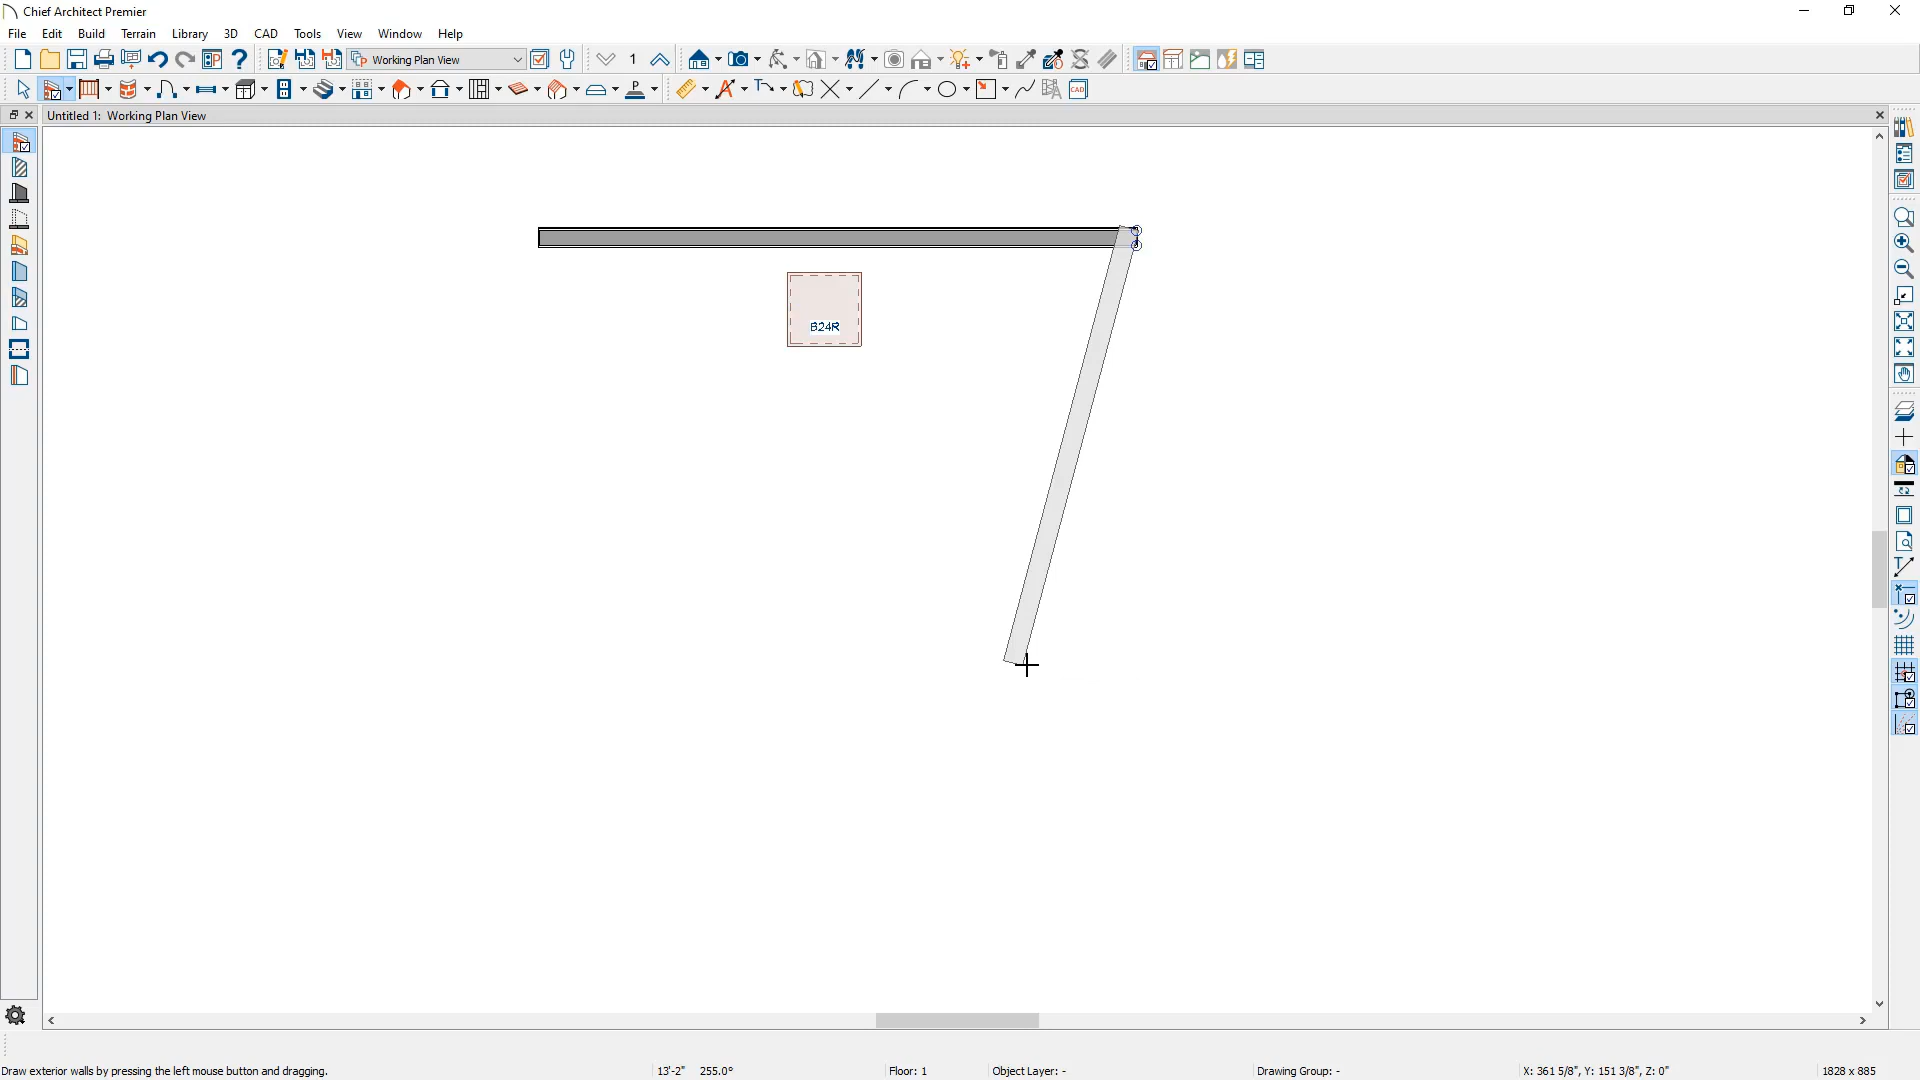 Chief Architect Premier
File Edit Build Terrain Library 3D CAD Tools View Window Help
Working Plan View 1
CAD
Untitled 1: Working Plan View
B24R
Draw exterior walls by pressing the left mouse button and dragging. 13'-2" 255.0° Floor: 1 Object Layer: - Drawing Group: - X: 361 5/8", Y: 151 3/8", Z: 0" 1828 x 885